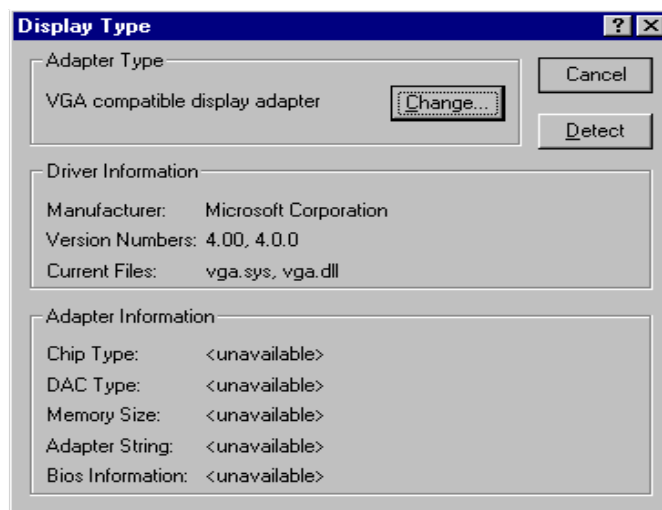 Display Type
Adapter Type
VGA compatible display adapter
Change...
Cancel
Detect
Driver Information
Manufacturer: Microsoft Corporation
Version Numbers: 4.00, 4.0.0
Current Files: vga.sys, vga.dll
Adapter Information
Chip Type: <unavailable>
DAC Type: <unavailable>
Memory Size: <unavailable>
Adapter String: <unavailable>
Bios Information: <unavailable>